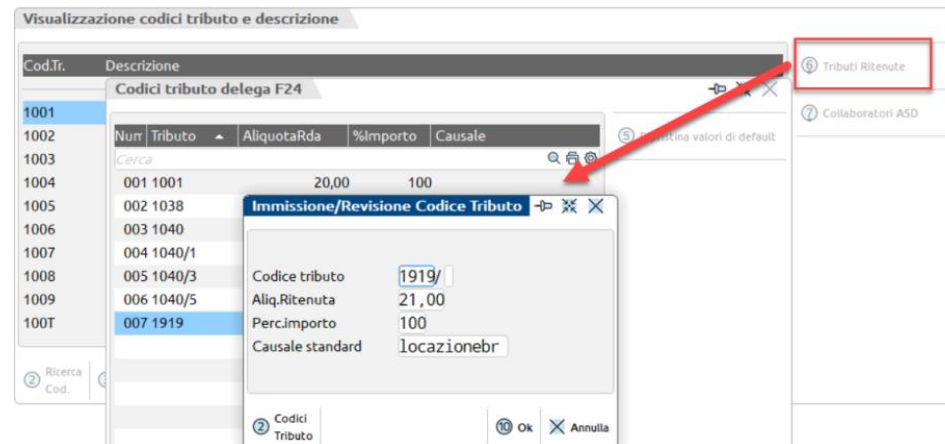 Visualizzazione codici tributo e descrizione
Cod.Tr. Descrizione
⑥ Tributi Ritenute
⑦ Collaboratori ASD
1001
1002
1003
1004
1005
1006
1007
1008
1009
100T
② Ricerca
Cod.
Codici tributo delega F24
Num Tributo AliquotaRda %Importo Causale
⑤ valori di default
Cerca
001 1001 20,00 100
002 1038
003 1040
004 1040/1
005 1040/3
006 1040/5
007 1919
Immissione/Revisione Codice Tributo
Codice tributo 1919/
Aliq.Ritenuta 21,00
Perc.importo 100
Causale standard locazionebr
② Codici
Tributo
⑩ Ok Annulla